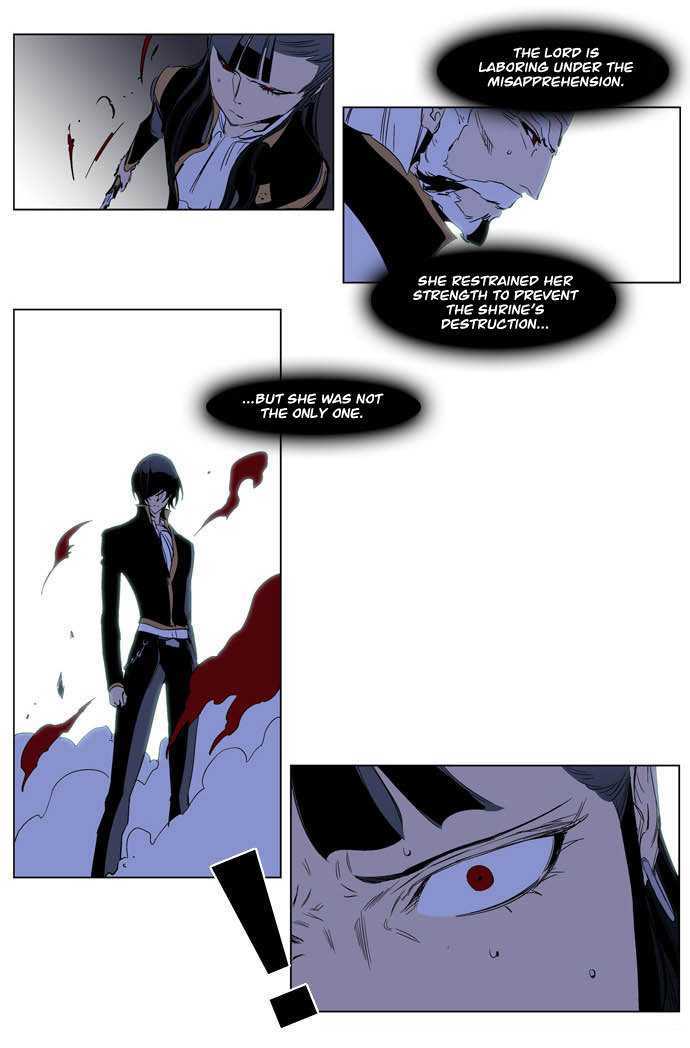 THE LORD IS
LABORING UNDER THE
MISAPPREHENSION.
SHE RESTRAINED HER
STRENGTH TO PREVENT
THE SHRINE'S
DESTRUCTION...
...BUT SHE WAS NOT
THE ONLY ONE.
!